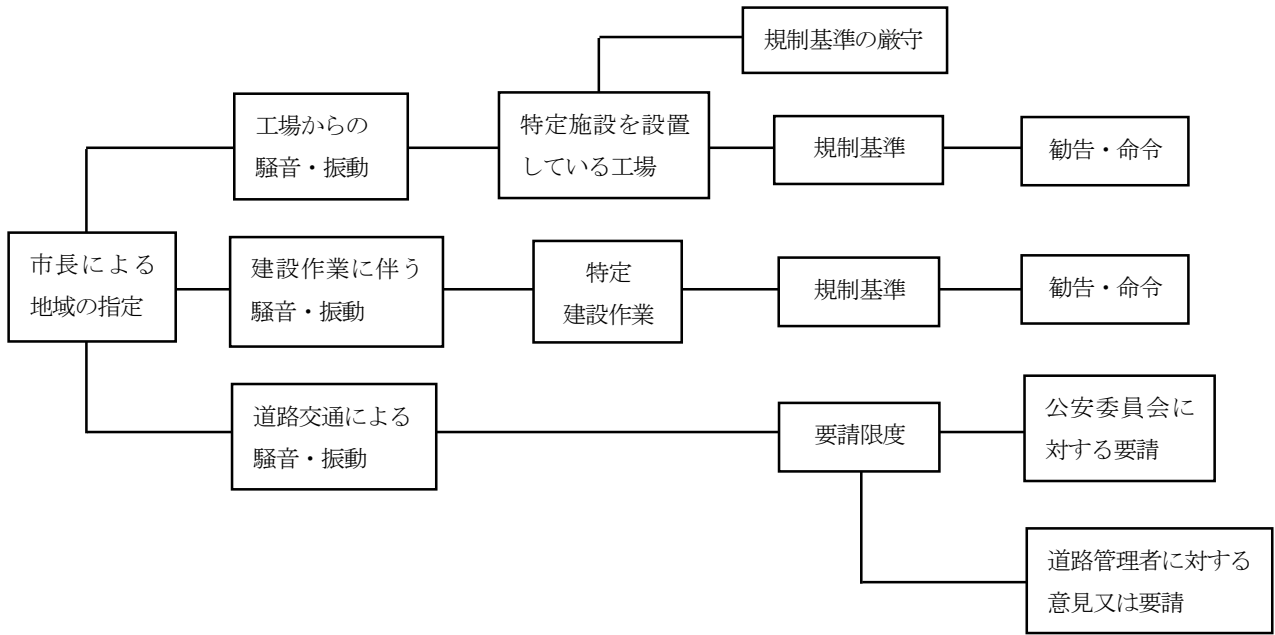 規制基準の厳守
工場からの
騒音・振動
特定施設を設置
している工場
規制基準
勧告・命令
市長による
地域の指定
建設作業に伴う
騒音・振動
特定
建設作業
規制基準
勧告・命令
道路交通による
騒音・振動
要請限度
公安委員会に
対する要請
道路管理者に対する
意見又は要請